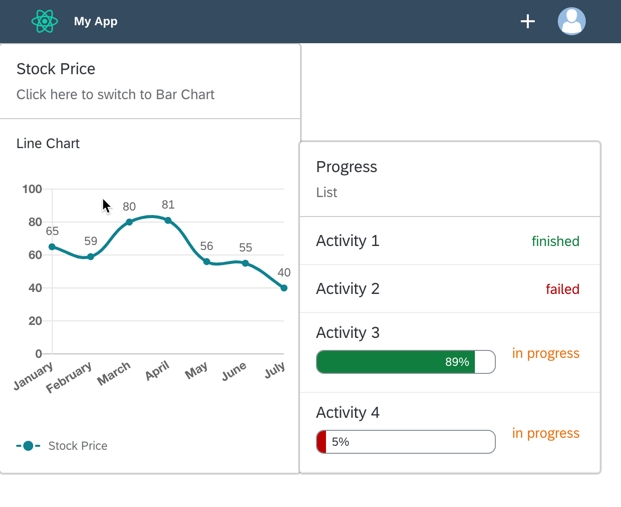 My App
Stock Price
Click here to switch to Bar Chart
Line Chart
100
80
60
40
20
0
65
59
80
81
56
55
40
January
February
March
April
May
June
July
Stock Price
Progress
List
Activity 1 finished
Activity 2 failed
Activity 3
89% in progress
Activity 4
5% in progress